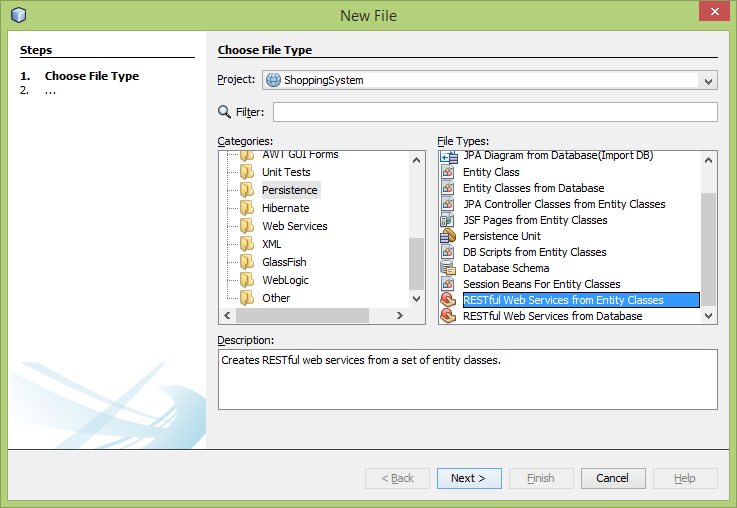 New File
Steps
1. Choose File Type
2. ...
Choose File Type
Project: ShoppingSystem
Filter:
Categories:
AWT GUI Forms
Unit Tests
Persistence
Hibernate
Web Services
XML
GlassFish
WebLogic
Other
File Types:
JPA Diagram from Database(Import DB)
Entity Class
Entity Classes from Database
JPA Controller Classes from Entity Classes
JSF Pages from Entity Classes
Persistence Unit
DB Scripts from Entity Classes
Database Schema
Session Beans For Entity Classes
RESTful Web Services from Entity Classes
RESTful Web Services from Database
Description:
Creates RESTful web services from a set of entity classes.
< Back Next > Finish Cancel Help